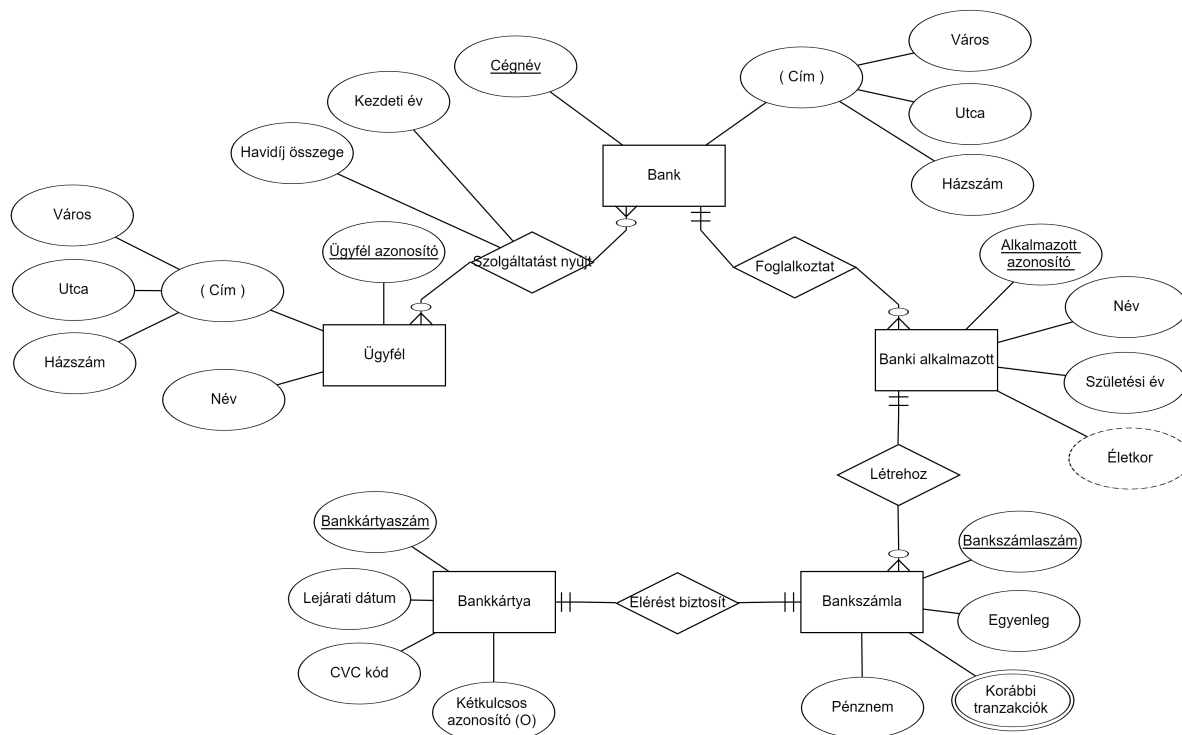 Város
Cégnév
( Cím )
Kezdeti év
Utca
Havidíj összege
Bank
Házszám
Város
Ügyfél azonosító
Alkalmazott
azonosító
Szolgáltatást nyújt
Foglalkoztat
Utca
( Cím )
Név
Ügyfél
Banki alkalmazott
Házszám
Születési év
Név
Életkor
Létrehoz
Bankkártyaszám
Bankszámlaszám
Lejárati dátum
Bankkártya
Elérést biztosít
Bankszámla
Egyenleg
CVC kód
Kétkulcsos
azonosító (O)
Pénznem
Korábbi
tranzakciók